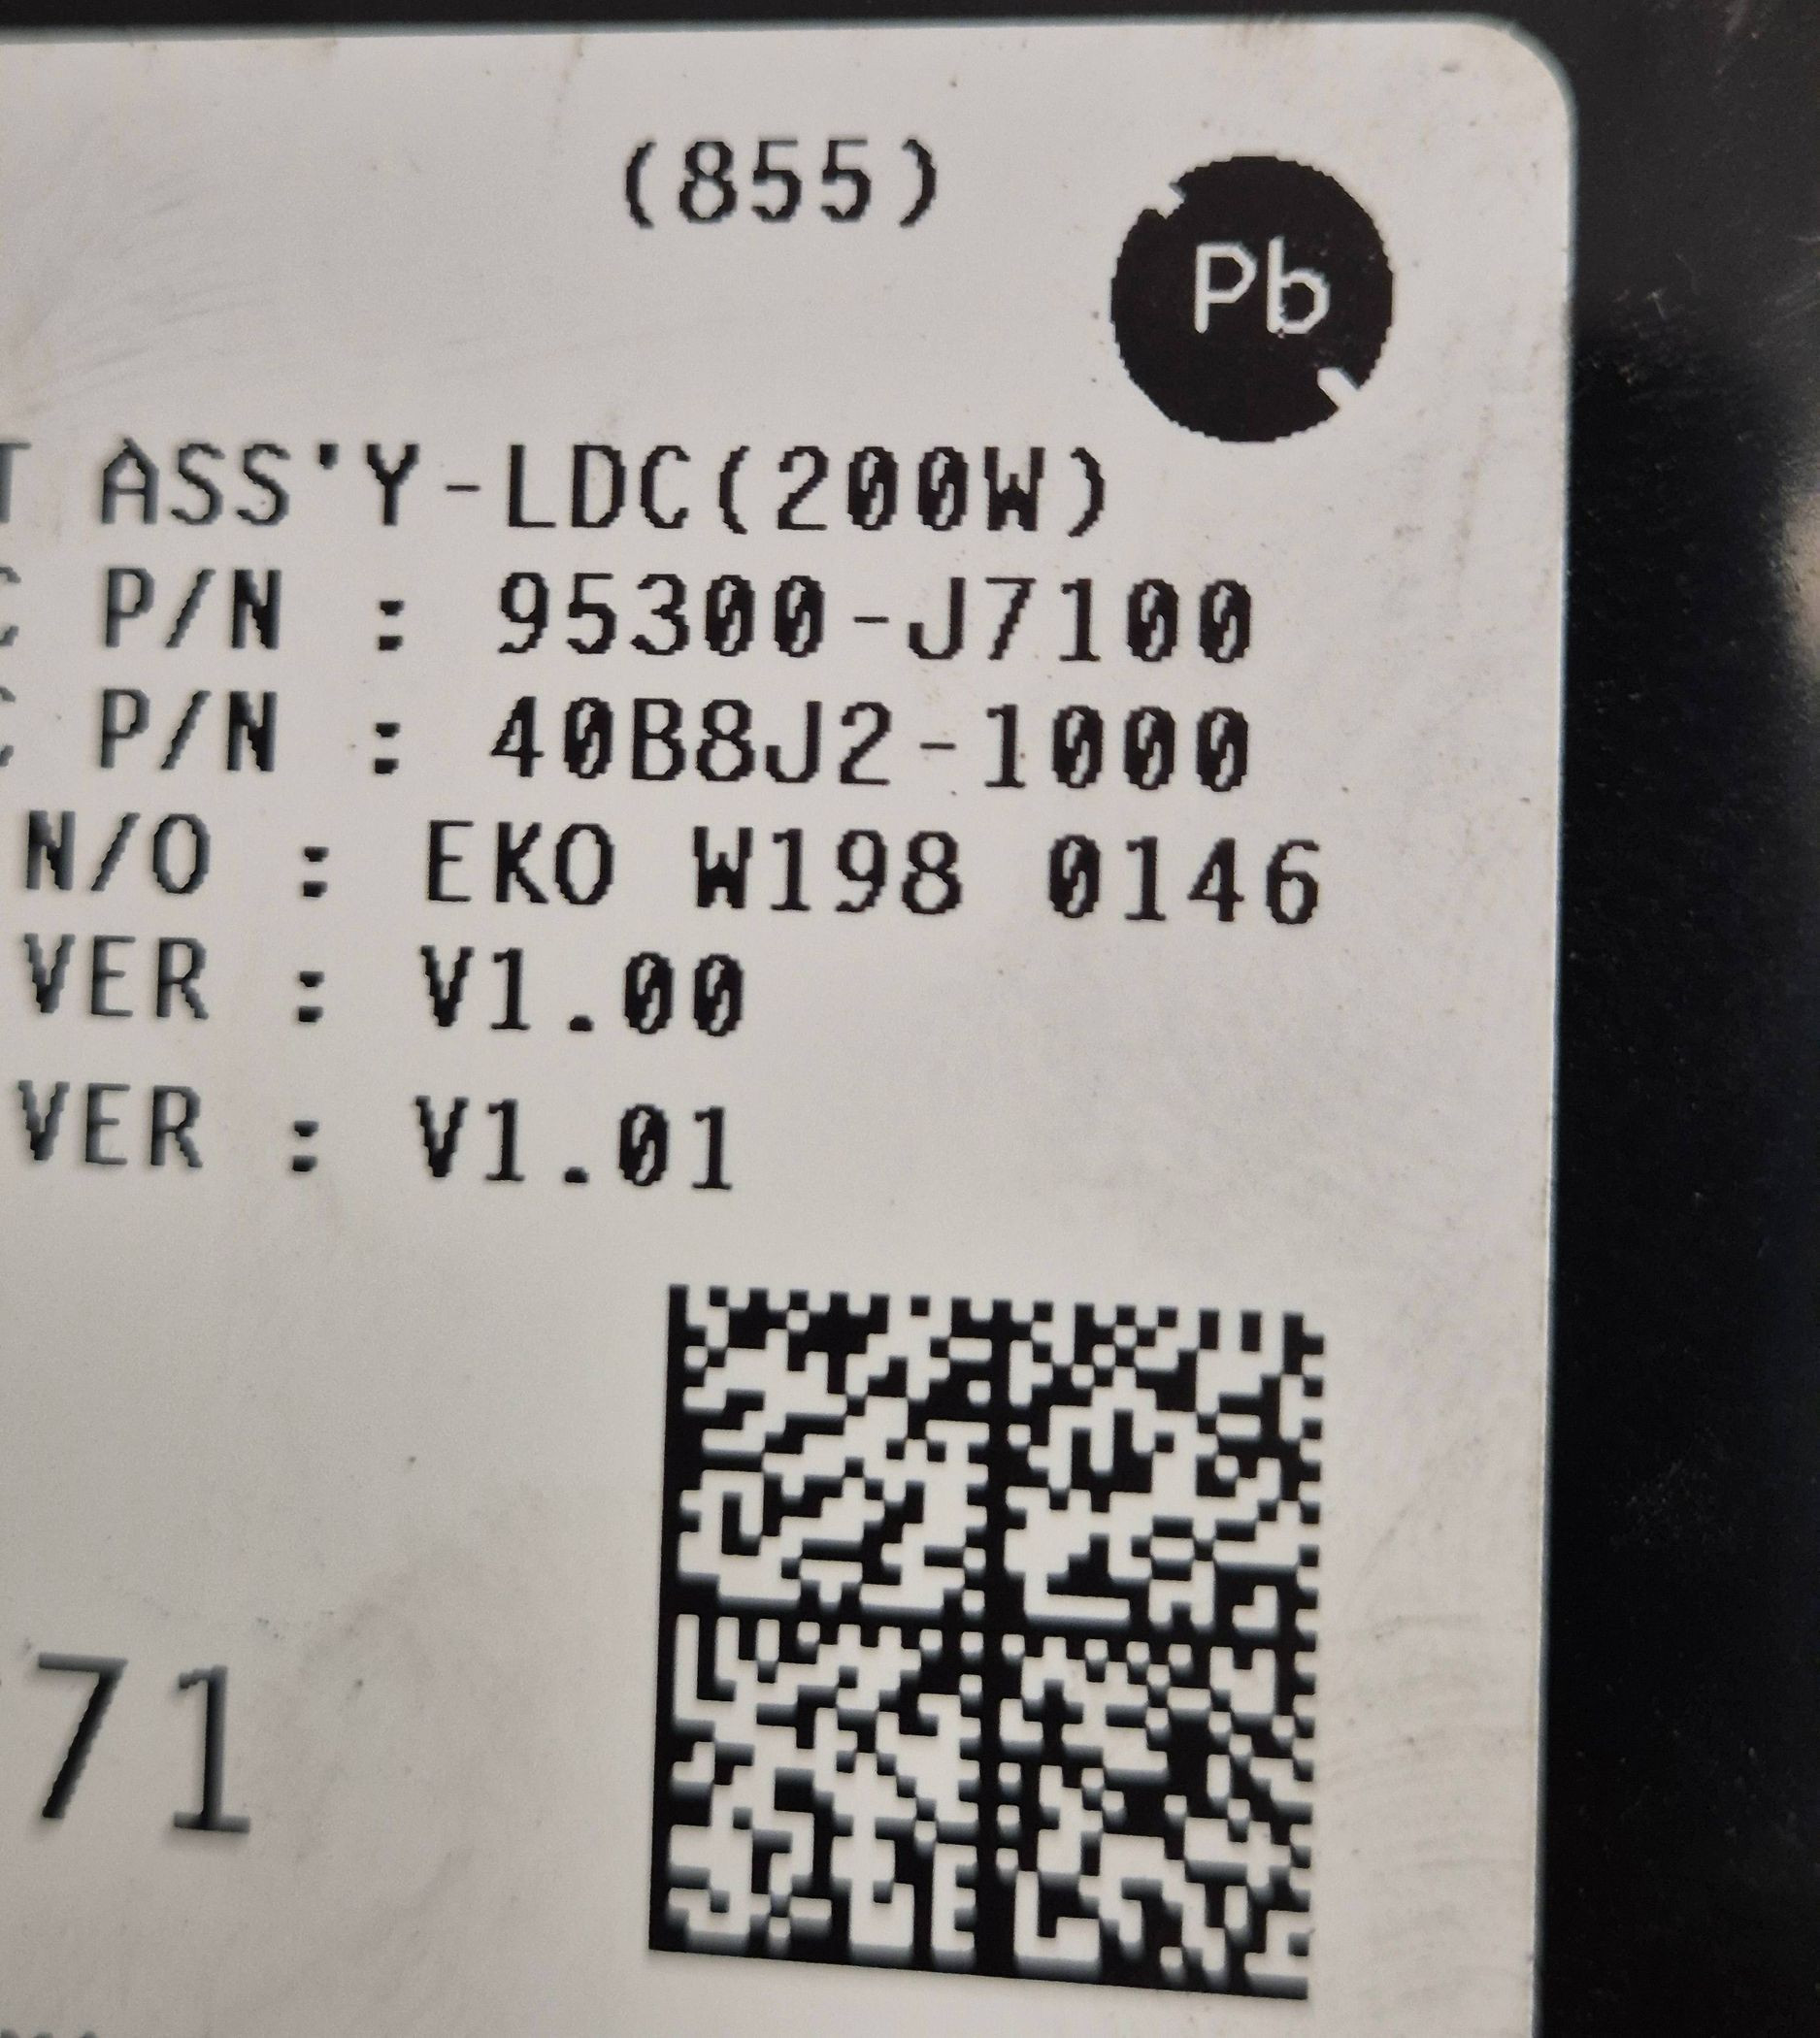 (855)
Pb
T ASS'Y-LDC(200W)
C P/N : 95300-J7100
C P/N : 40B8J2-1000
N/O : EKO W198 0146
VER : V1.00
VER : V1.01
71